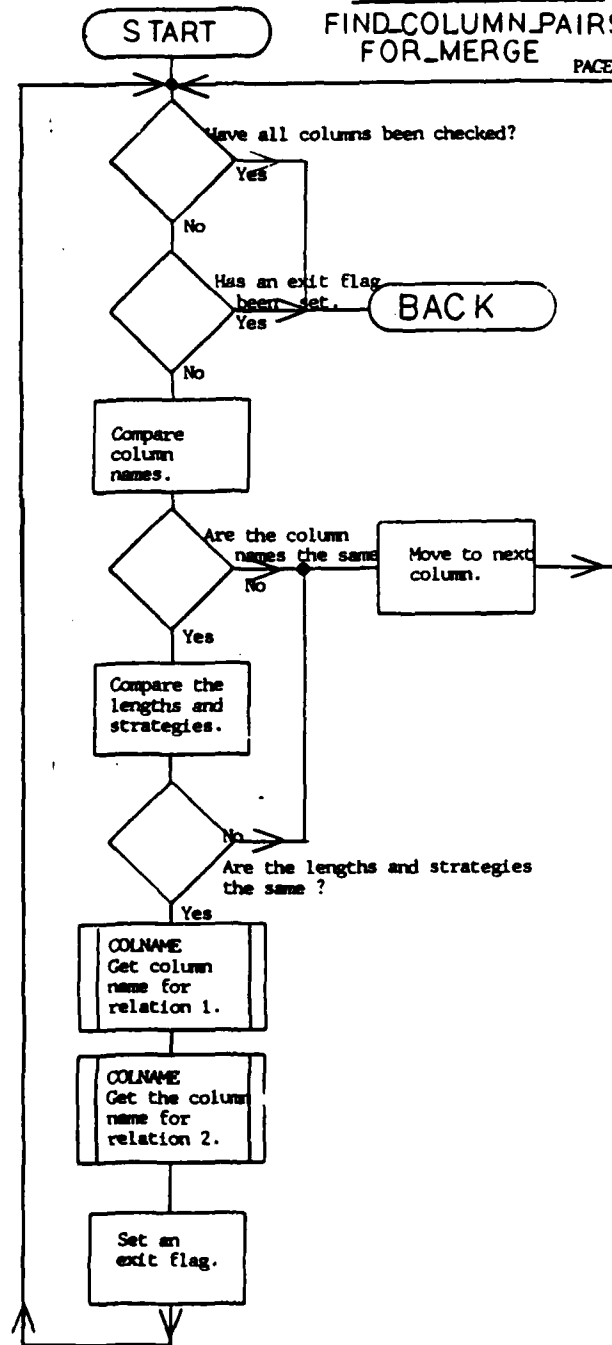 START
FIND_COLUMN_PAIRS
FOR_MERGE
PAGE
Have all columns been checked?
Yes
No
Has an exit flag
been set.
Yes
BACK
No
Compare
column
names.
Are the column
names the same
No
Move to next
column.
Yes
Compare the
lengths and
strategies.
No
Are the lengths and strategies
the same ?
Yes
COLNAME
Get column
name for
relation 1.
COLNAME
Get the column
name for
relation 2.
Set an
exit flag.